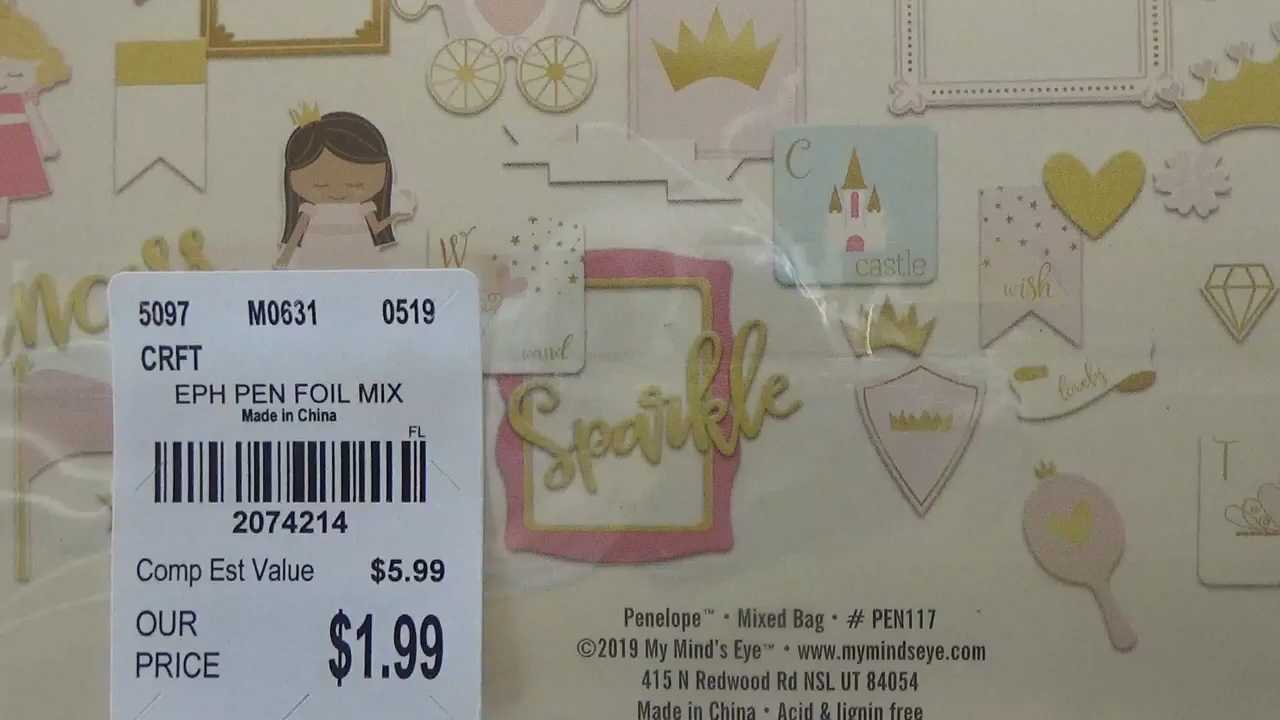 C
castle
W
wand
wish
lovely
Sparkle
T
5097 M0631 0519
CRFT
EPH PEN FOIL MIX
Made in China
FL
2074214
Comp Est Value $5.99
OUR
PRICE $1.99
Penelope™ • Mixed Bag • # PEN117
©2019 My Mind's Eye™ • www.mymindseye.com
415 N Redwood Rd NSL UT 84054
Made in China • Acid & lignin free